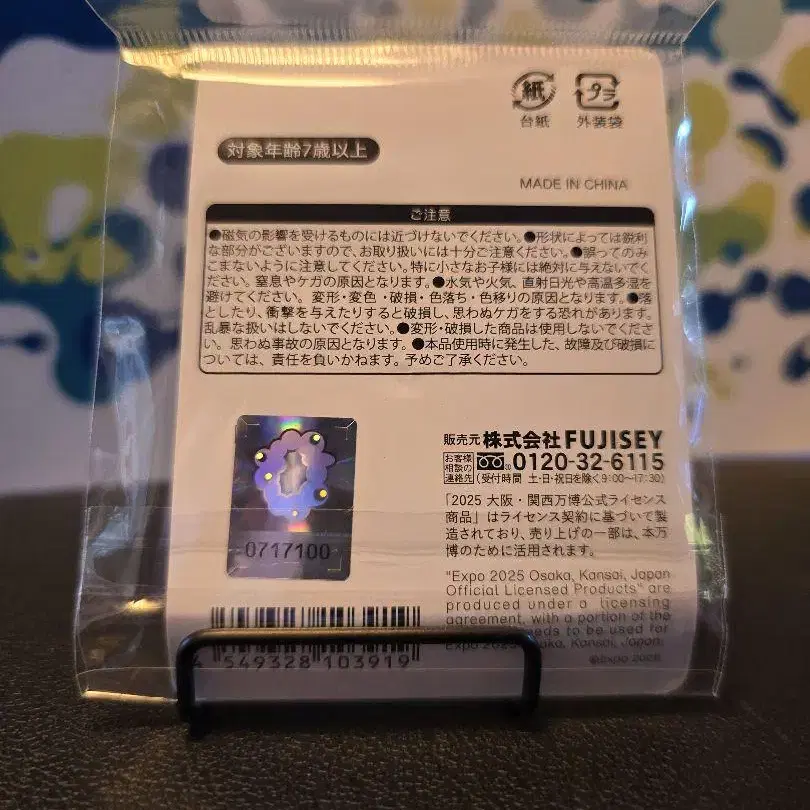 紙
プラ
台紙
外装袋
対象年齢7歳以上
MADE IN CHINA
ご注意
●磁気の影響を受けるものには近づけないでください。●形状によっては鋭利
な部分がございますので、お取り扱いには十分ご注意ください。●誤ってのみ
こまないように注意してください。特に小さなお子様には絶対に与えないでく
ださい。窒息やケガの原因となります。●水気や火気、直射日光や高温多湿を
避けてください。変形・変色・破損・色落ち・色移りの原因となります。●落
としたり、衝撃を与えたりすると破損し、思わぬケガをする恐れがあります。
乱暴な扱いはしないでください。●変形・破損した商品は使用しないでくださ
い。思わぬ事故の原因となります。●本品使用時に発生した、故障及び破損に
ついては、責任を負いかねます。予めご了承ください。
0717100
販売元 株式会社FUJISEY
お客様相談の連絡先 0120-32-6115
(受付時間 土・日・祝日を除く9:00〜17:30)
「2025 大阪・関西万博公式ライセンス
商品」はライセンス契約に基づいて製
造されており、売り上げの一部は、本万
博のために活用されます。
"Expo 2025 Osaka, Kansai, Japan
Official Licensed Products" are
produced under a licensing
agreement, with a portion of the
to be used for
Expo 2025 Osaka, Kansai, Japan.
©Expo 2025
4 549328 103919